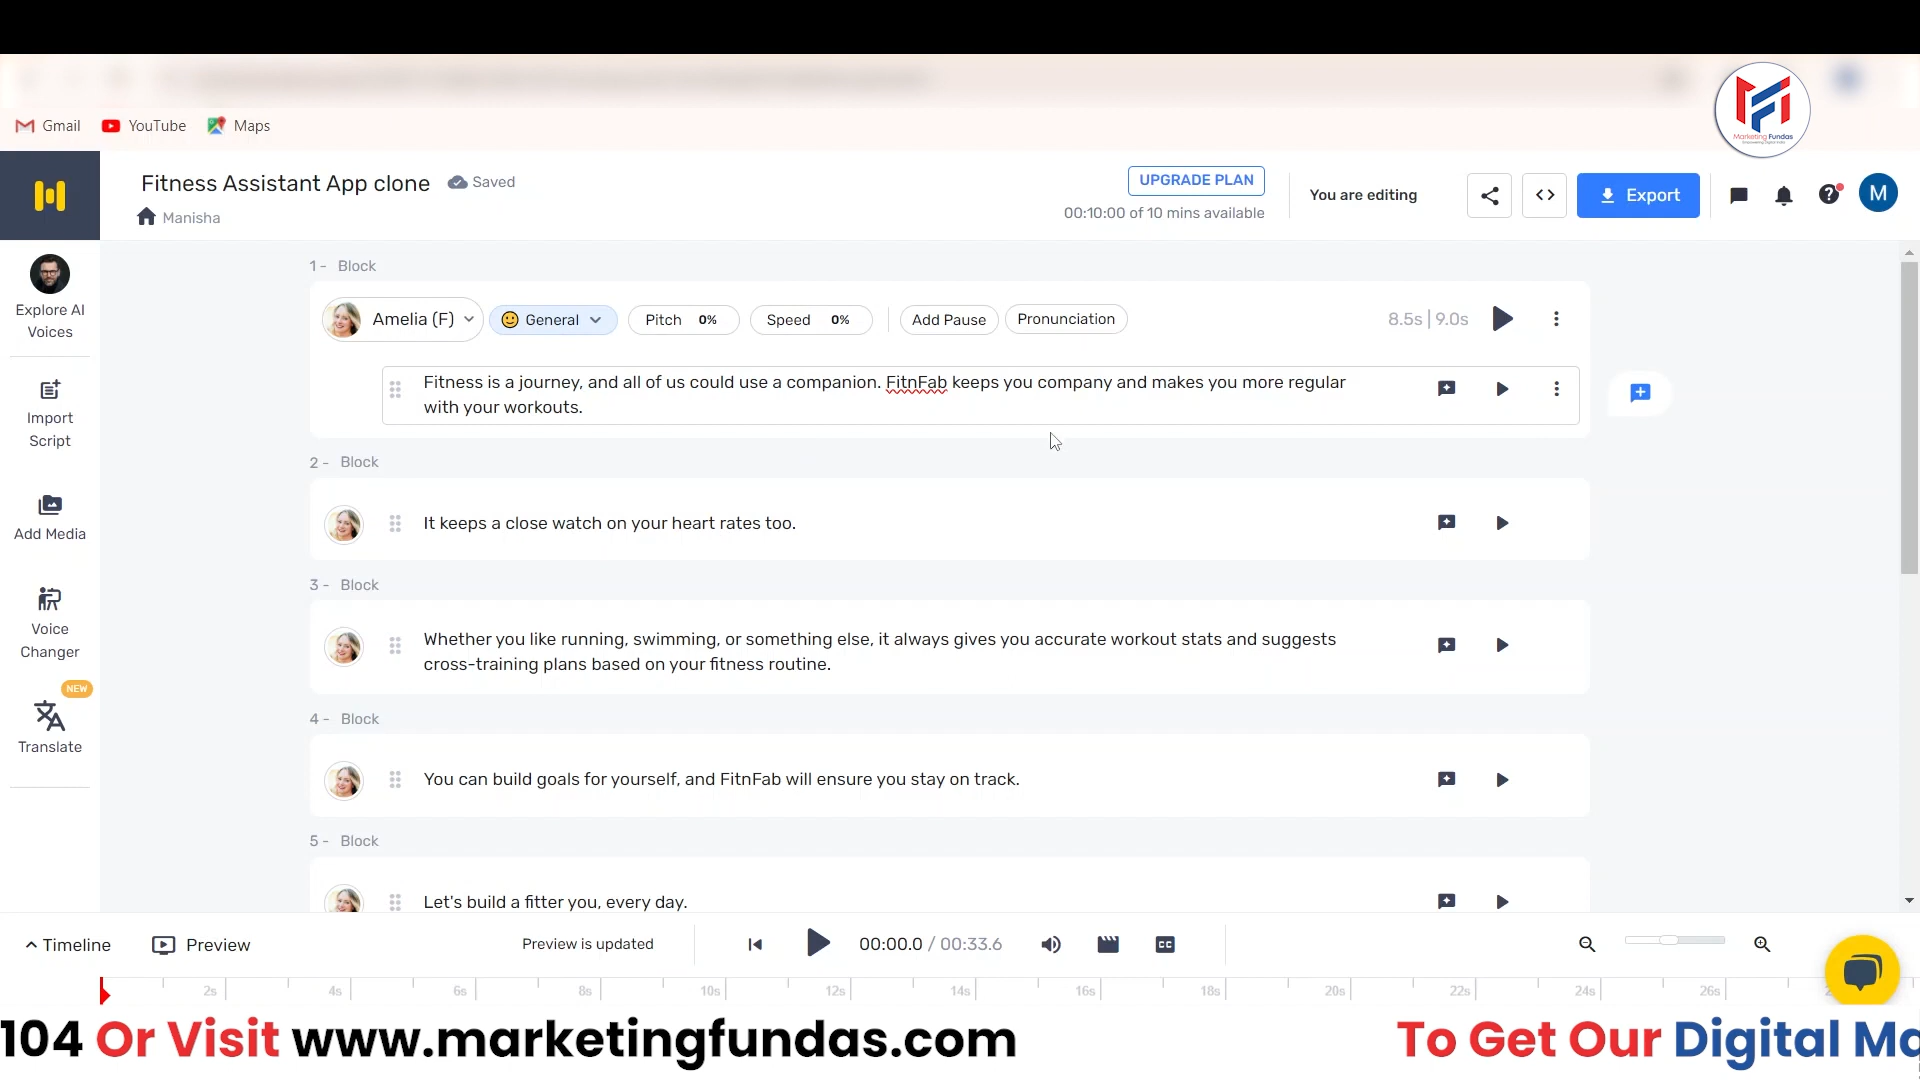 Gmail
YouTube
Maps
Marketing Fundas
Fitness Assistant App clone
Saved
Manisha
UPGRADE PLAN
00:10:00 of 10 mins available
You are editing
Export
M
Explore AI
Voices
Import
Script
Add Media
Voice
Changer
NEW
Translate
1 - Block
Amelia (F)
General
Pitch 0%
Speed 0%
Add Pause
Pronunciation
8.5s | 9.0s
Fitness is a journey, and all of us could use a companion. FitnFab keeps you company and makes you more regular
with your workouts.
2 - Block
It keeps a close watch on your heart rates too.
3 - Block
Whether you like running, swimming, or something else, it always gives you accurate workout stats and suggests
cross-training plans based on your fitness routine.
4 - Block
You can build goals for yourself, and FitnFab will ensure you stay on track.
5 - Block
Let's build a fitter you, every day.
Timeline
Preview
Preview is updated
00:00.0 / 00:33.6
CC
2s 4s 6s 8s 10s 12s 14s 16s 18s 20s 22s 24s 26s
104 Or Visit www.marketingfundas.com
To Get Our Digital Ma